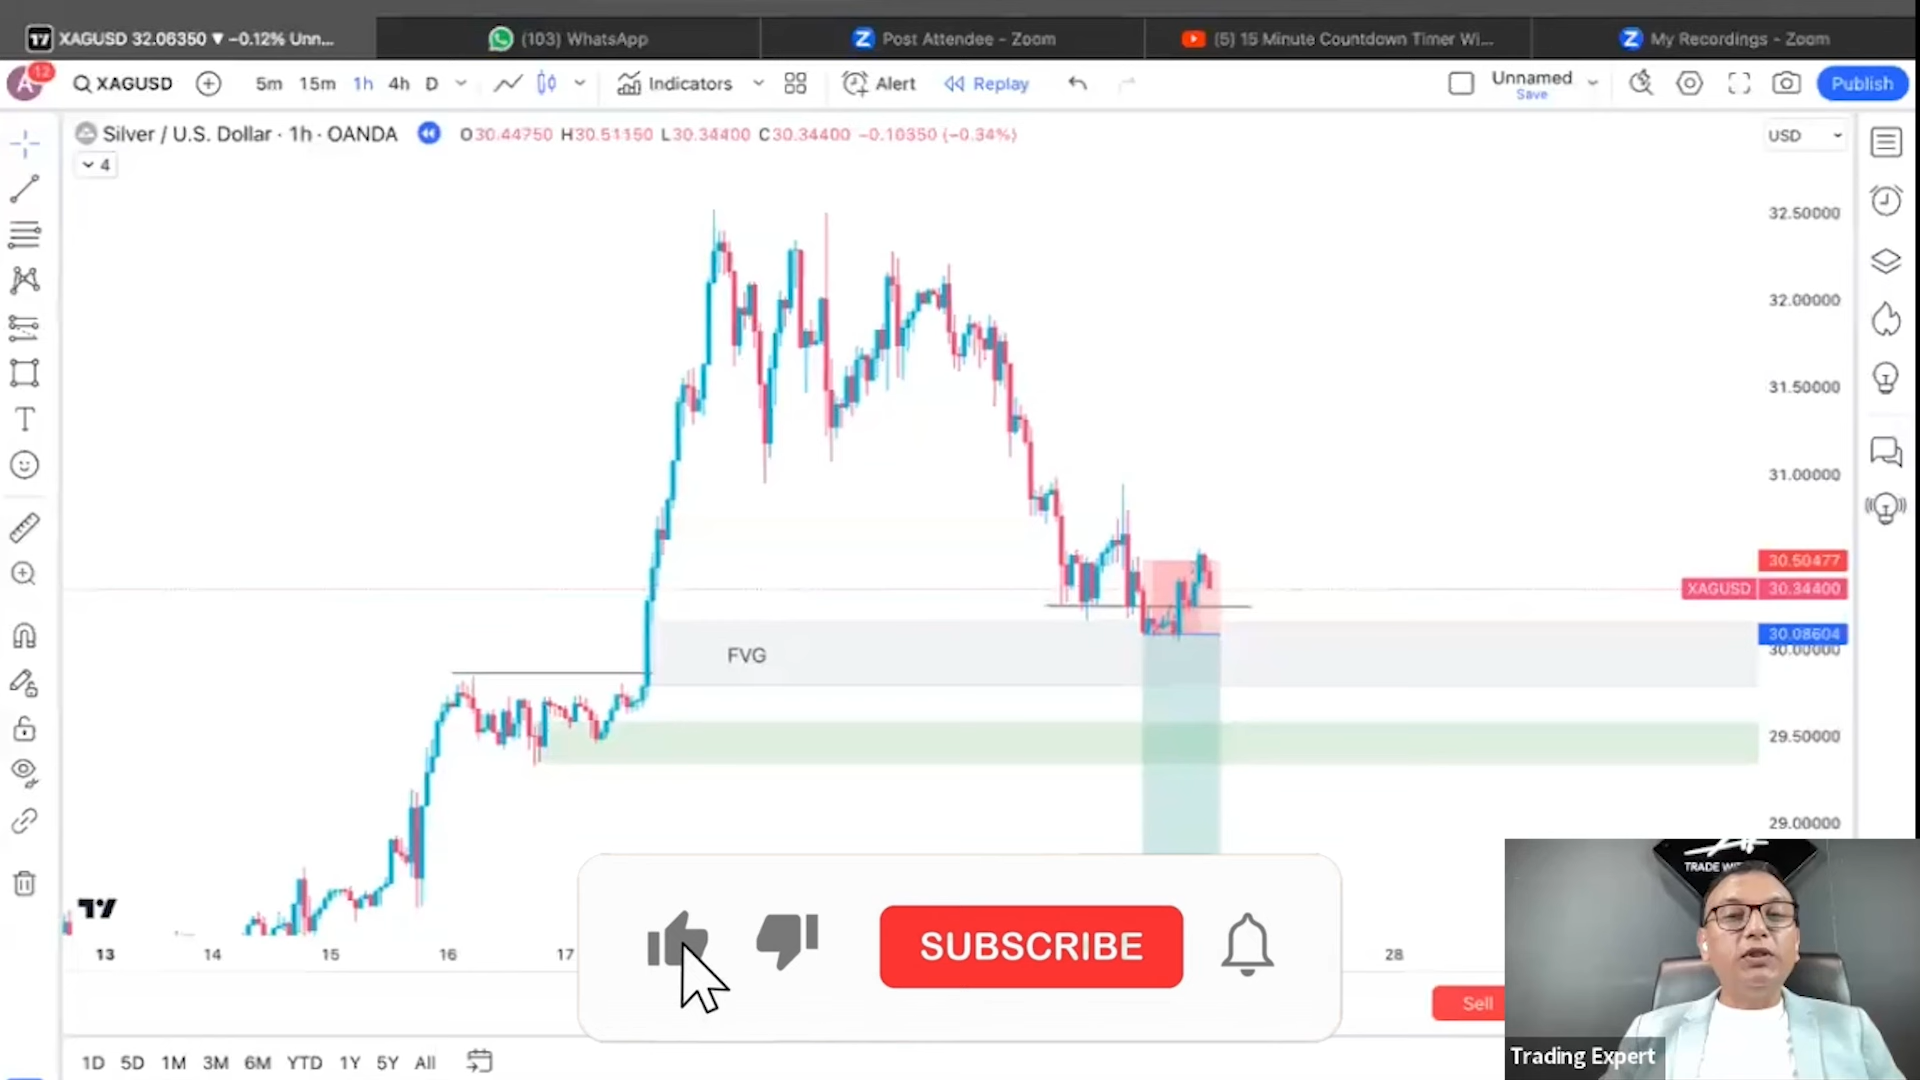 XAGUSD 32.06350 ▼ −0.12% Unn...
(103) WhatsApp
Post Attendee - Zoom
(5) 15 Minute Countdown Timer Wi...
My Recordings - Zoom
A 12
XAGUSD
5m 15m 1h 4h D
Indicators
Alert
Replay
Unnamed
Save
Publish
Silver / U.S. Dollar · 1h · OANDA
O30.44750 H30.51150 L30.34400 C30.34400 −0.10350 (−0.34%)
USD
4
32.50000
32.00000
31.50000
31.00000
30.50477
XAGUSD 30.34400
30.08604
30.00000
FVG
29.50000
29.00000
TRADE WI
13 14 15 16 17 28
SUBSCRIBE
Sell
Trading Expert
1D 5D 1M 3M 6M YTD 1Y 5Y All